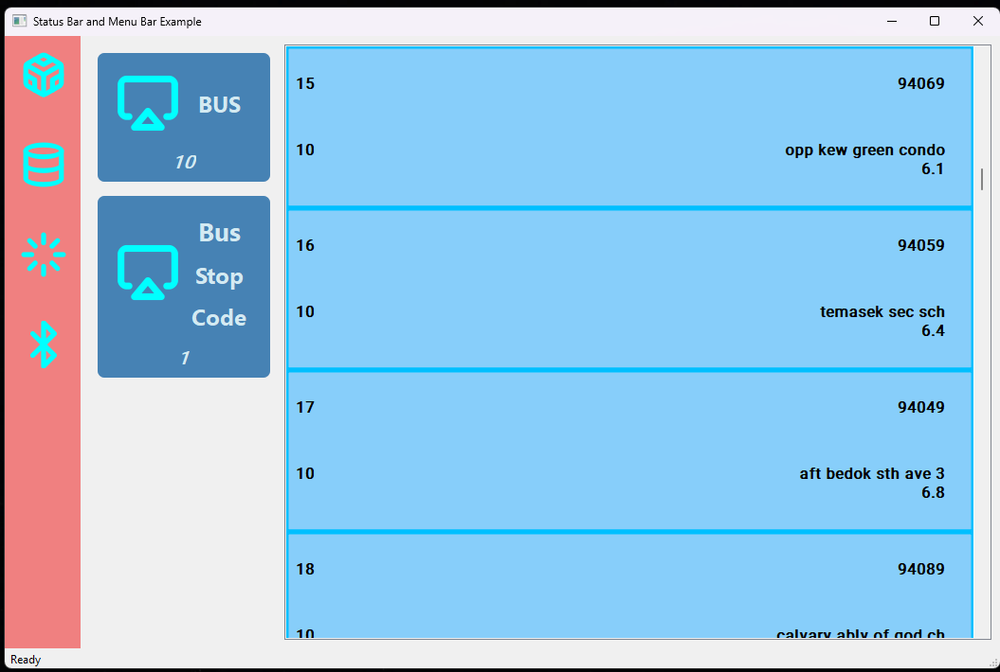 Status Bar and Menu Bar Example
BUS
10
Bus
Stop
Code
1
15 94069
10 opp kew green condo
6.1
16 94059
10 temasek sec sch
6.4
17 94049
10 aft bedok sth ave 3
6.8
18 94089
10 calvary ably of god ch
Ready